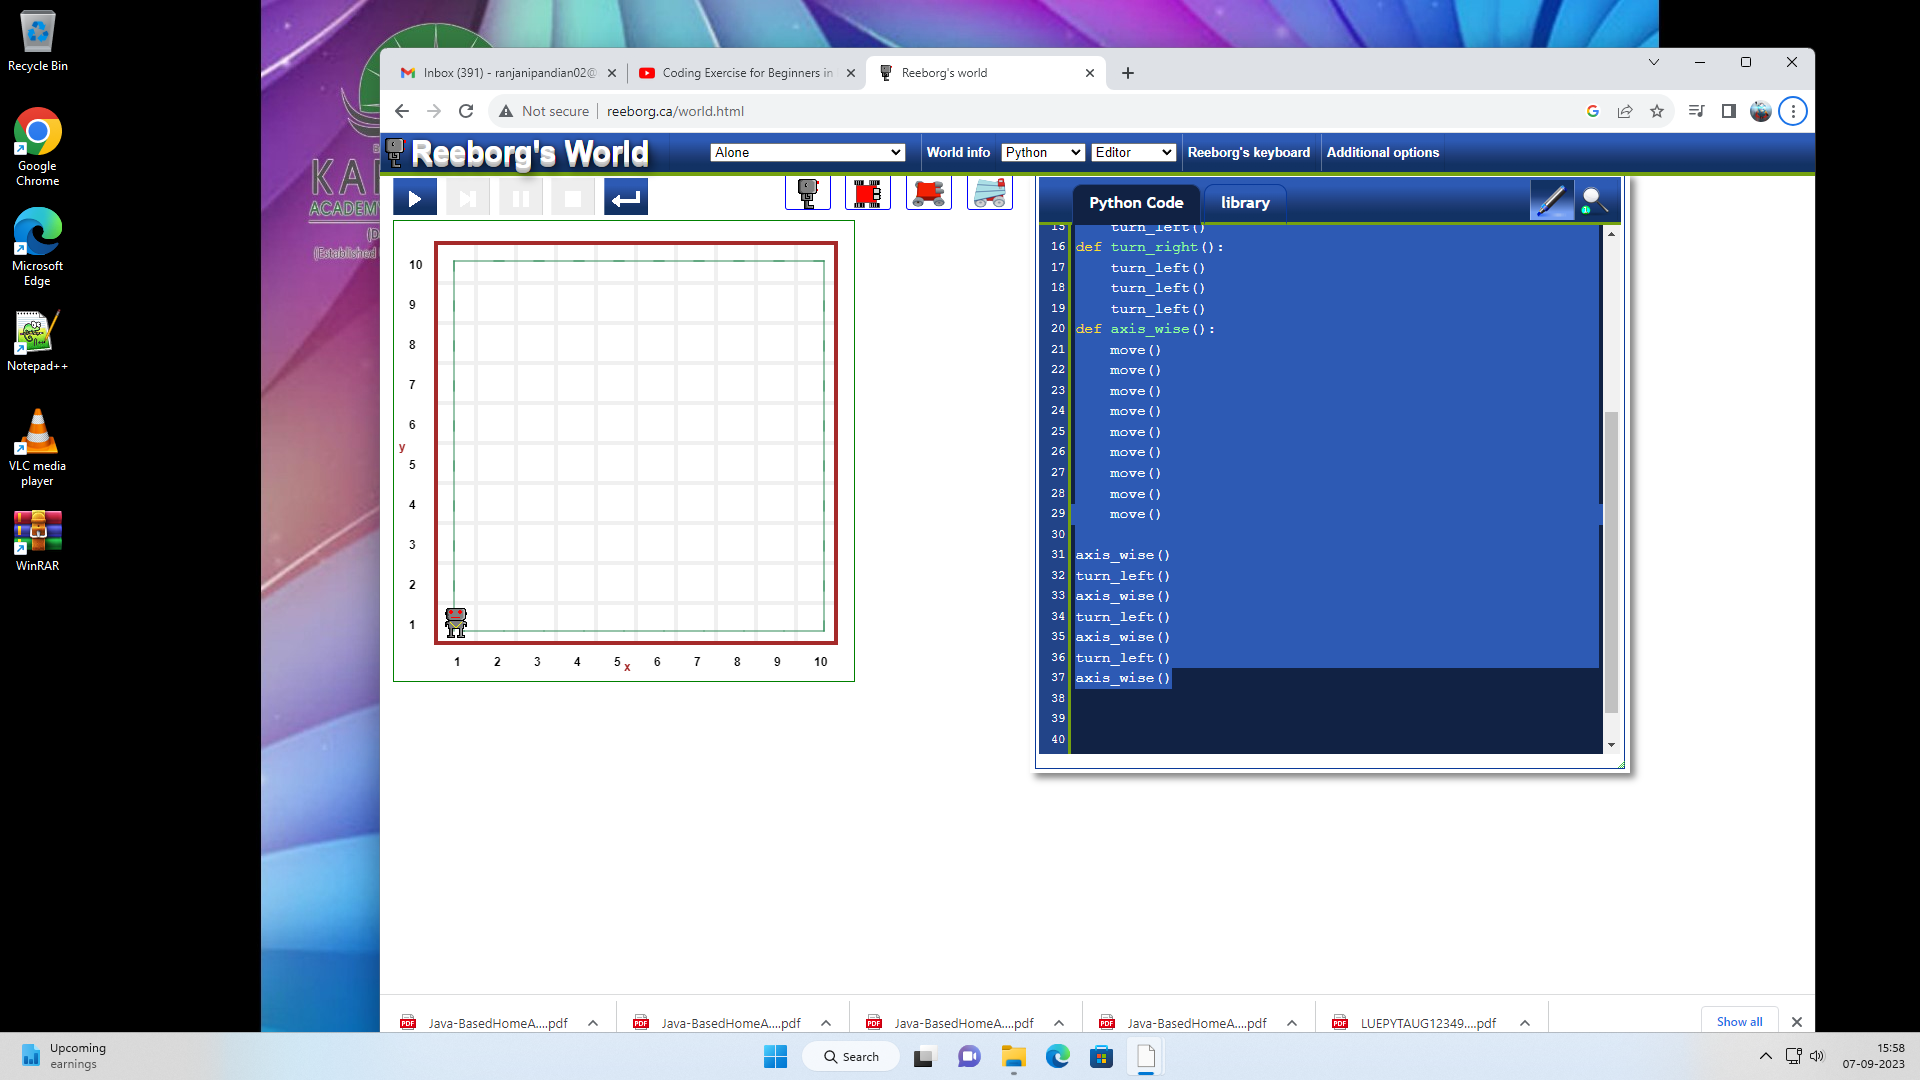 Recycle Bin
Google
Chrome
Microsoft
Edge
Notepad++
VLC media
player
WinRAR
ACADEMY
(Established
Inbox (391) - ranjanipandian02@
Coding Exercise for Beginners in
Reeborg's world
Not secure
reeborg.ca/world.html
Reeborg's World
Alone
World info
Python
Editor
Reeborg's keyboard
Additional options
Python Code
library
10
9
8
7
6
y
5
4
3
2
1
1 2 3 4 5 x 6 7 8 9 10
15 turn_left()
16 def turn_right():
17 turn_left()
18 turn_left()
19 turn_left()
20 def axis_wise():
21 move()
22 move()
23 move()
24 move()
25 move()
26 move()
27 move()
28 move()
29 move()
30
31 axis_wise()
32 turn_left()
33 axis_wise()
34 turn_left()
35 axis_wise()
36 turn_left()
37 axis_wise()
38
39
40
Java-BasedHomeA....pdf
Java-BasedHomeA....pdf
Java-BasedHomeA....pdf
Java-BasedHomeA....pdf
LUEPYTAUG12349....pdf
Show all
Upcoming
earnings
Search
15:58
07-09-2023